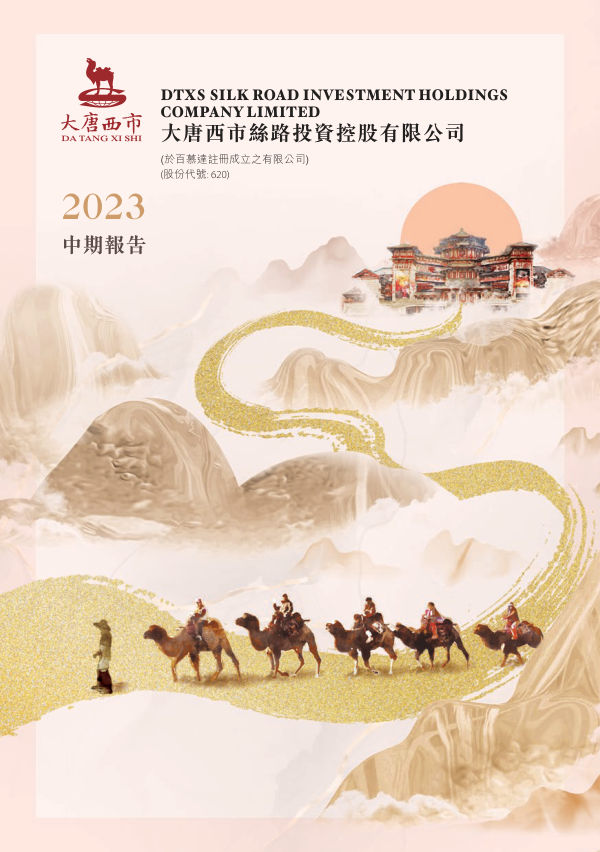 大唐西市
DA TANG XI SHI
DTXS SILK ROAD INVESTMENT HOLDINGS
COMPANY LIMITED
大唐西市絲路投資控股有限公司
(於百慕達註冊成立之有限公司)
(股份代號: 620)
2023
中期報告